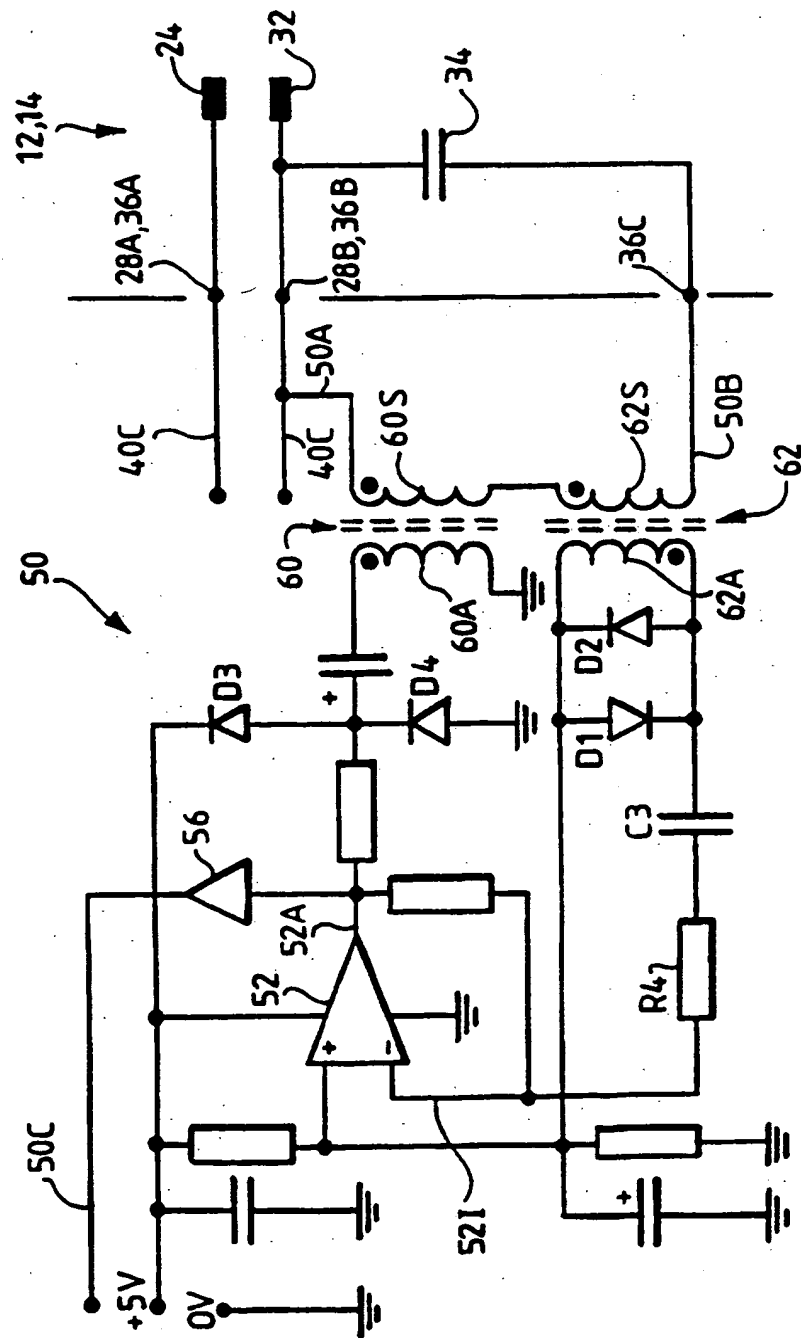 12,14
24
32
34
28A,36A
28B,36B
36C
40C
40C
50A
60S
62S
50B
50
60
62
60A
62A
D3
D4
D2
D1
+
C3
56
52A
52
+
-
R4
50C
52I
+
+5V
0V